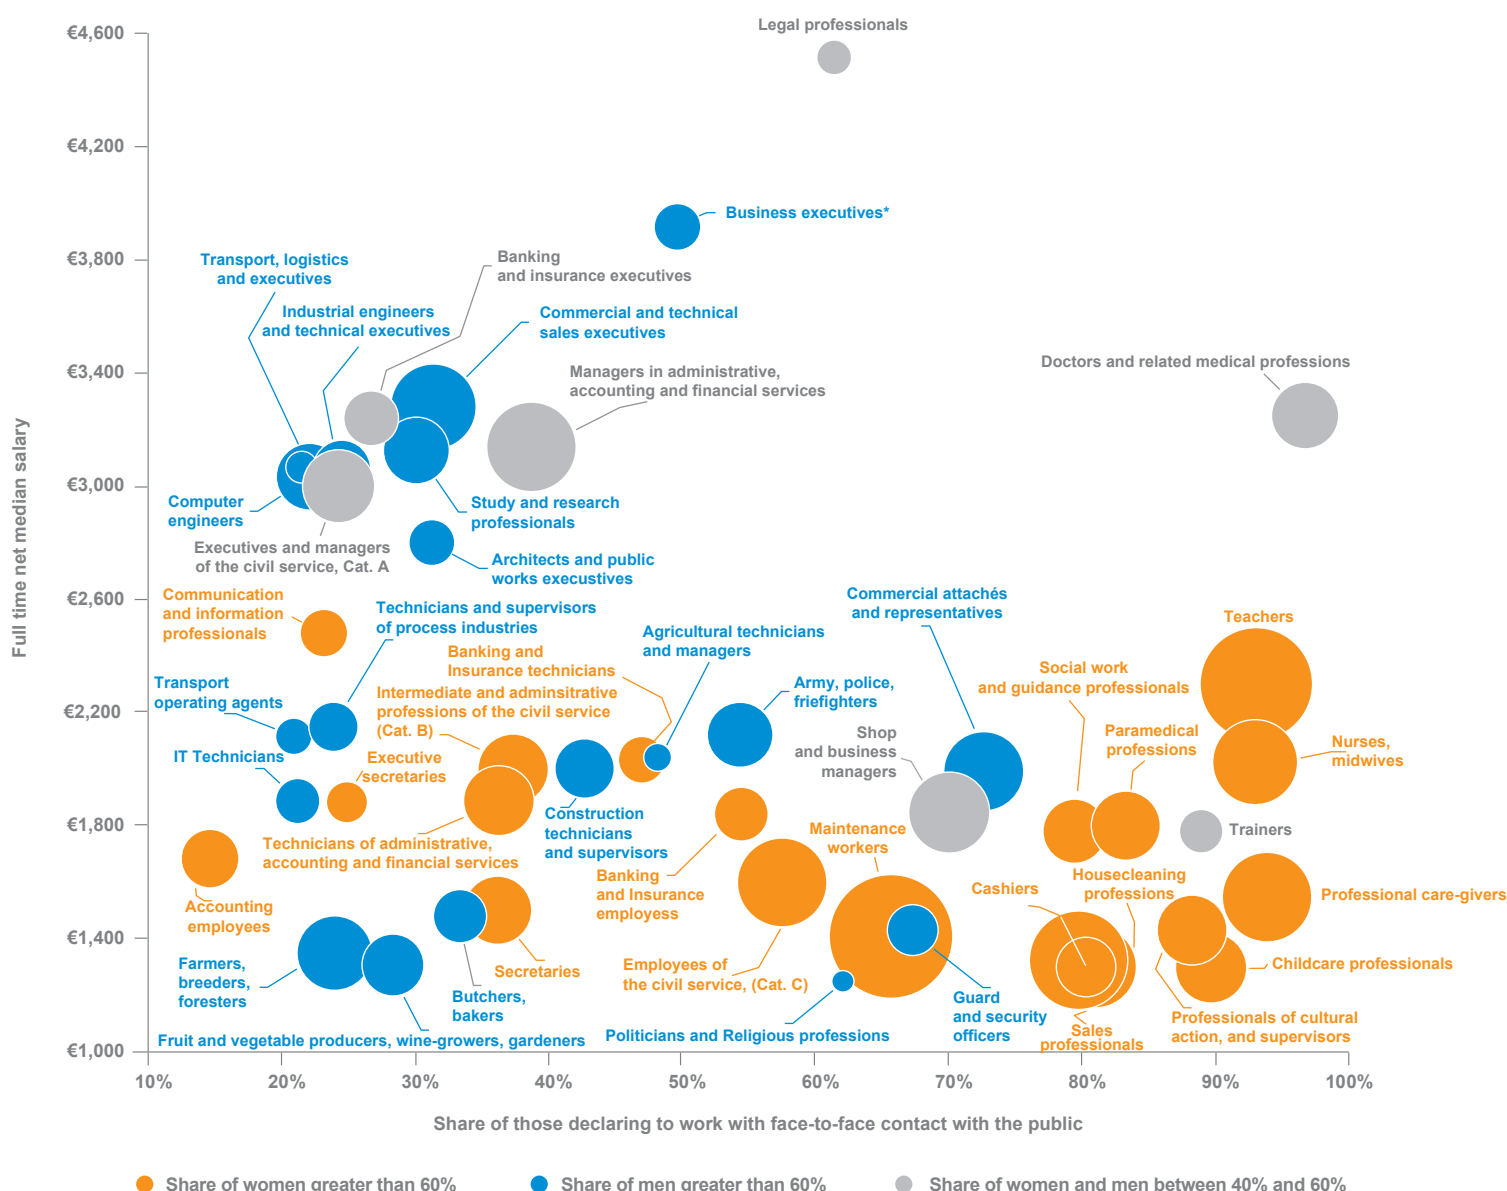 Legal professionals
€4,600
€4,200
Business executives*
€3,800
Transport, logistics
and executives
Banking
and insurance executives
Industrial engineers
and technical executives
Commercial and technical
sales executives
Managers in administrative,
accounting and financial services
Doctors and related medical professions
€3,400
Full time net median salary
€3,000
Computer
engineers
Study and research
professionals
Executives and managers
of the civil service, Cat. A
Architects and public
works execustives
€2,600
Communication
and information
professionals
Technicians and supervisors
of process industries
Commercial attachés
and representatives
Teachers
Agricultural technicians
and managers
Banking and
Insurance technicians
Social work
and guidance professionals
Transport
operating agents
Intermediate and adminsitrative
professions of the civil service
(Cat. B)
Army, police,
friefighters
€2,200
Shop
and business
managers
Paramedical
professions
Nurses,
midwives
IT Technicians
Executive
secretaries
€1,800
Construction
technicians
and supervisors
Maintenance
workers
Trainers
Technicians of administrative,
accounting and financial services
Banking
and Insurance
employess
Cashiers
Housecleaning
professions
Professional care-givers
Accounting
employees
€1,400
Farmers,
breeders,
foresters
Secretaries
Butchers,
bakers
Employees of
the civil service, (Cat. C)
Guard
and security
officers
Childcare professionals
Professionals of cultural
action, and supervisors
Sales
professionals
Fruit and vegetable producers, wine-growers, gardeners
Politicians and Religious professions
€1,000
10% 20% 30% 40% 50% 60% 70% 80% 90% 100%
Share of those declaring to work with face-to-face contact with the public
Share of women greater than 60% Share of men greater than 60% Share of women and men between 40% and 60%